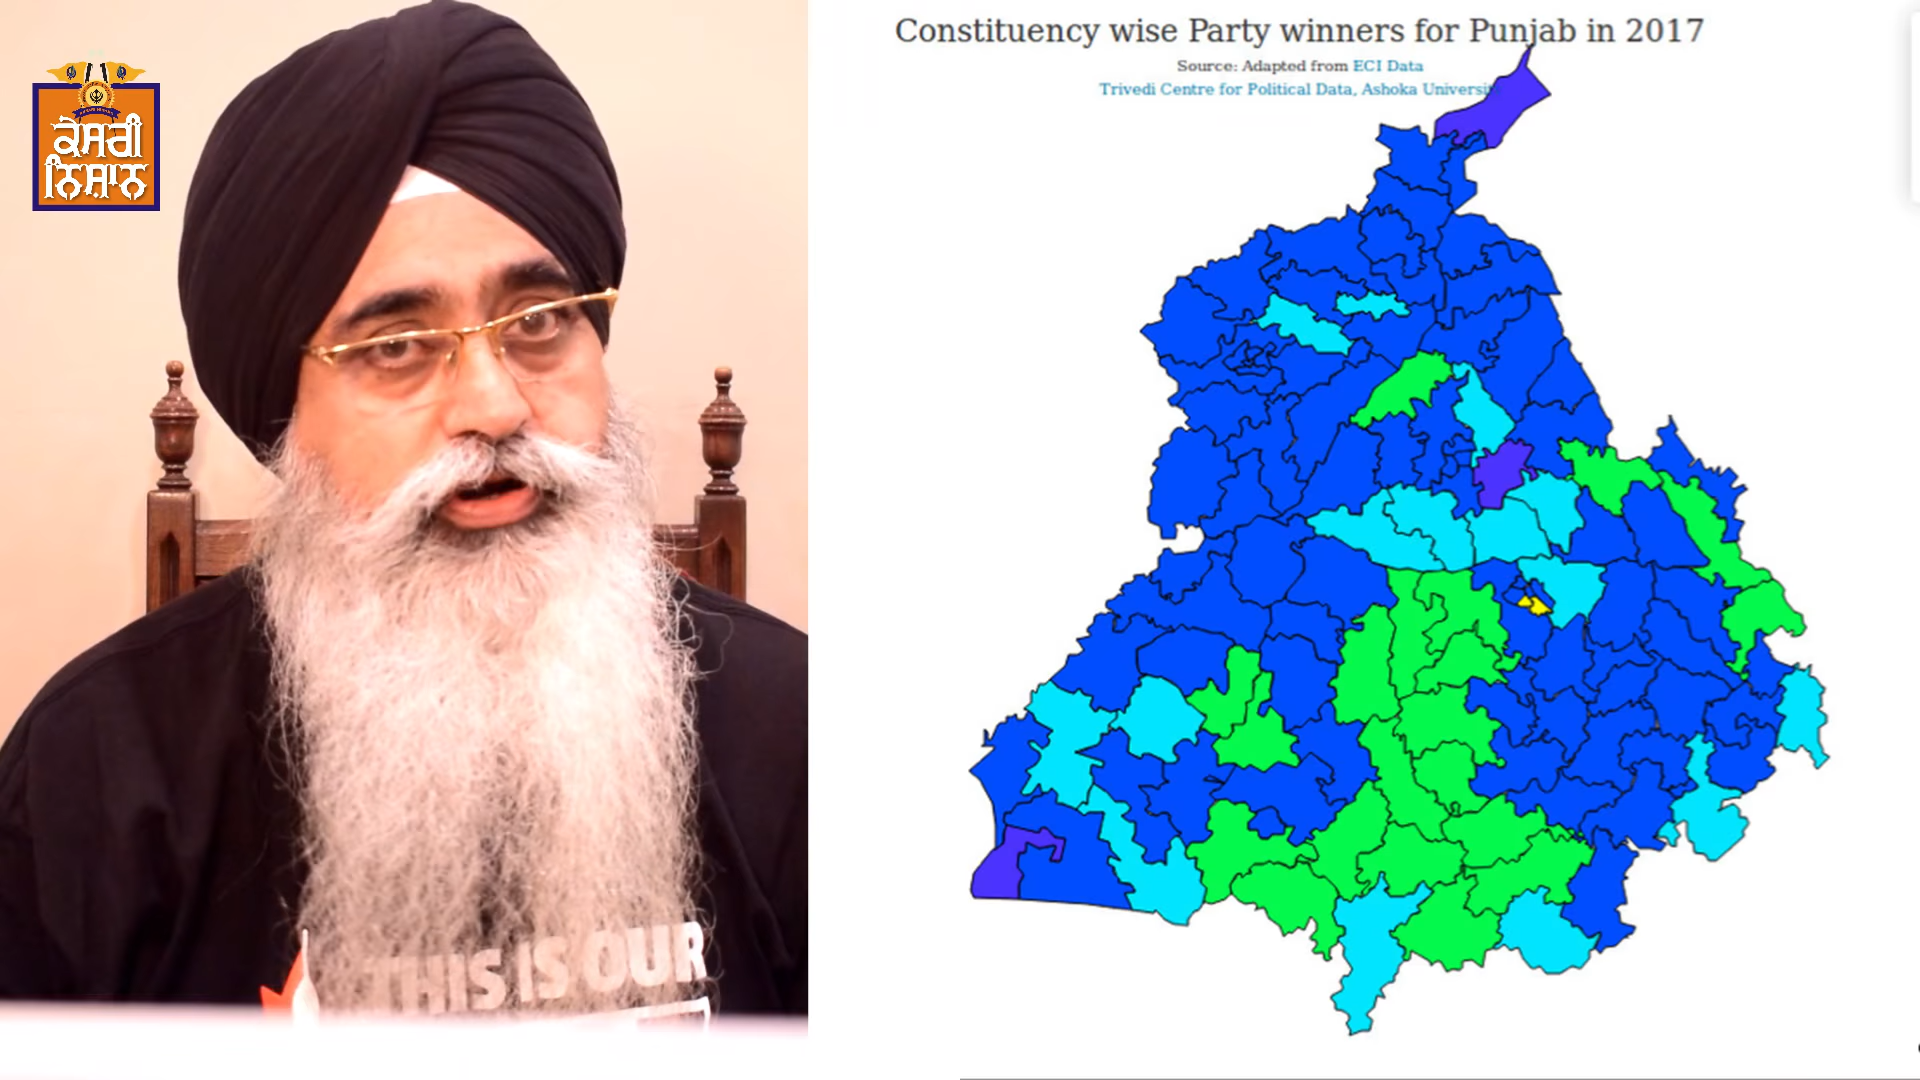 ਕੇਸਰੀ
ਨਿਸ਼ਾਨ
Constituency wise Party winners for Punjab in 2017
Source: Adapted from ECI Data
Trivedi Centre for Political Data, Ashoka
THIS IS OUR